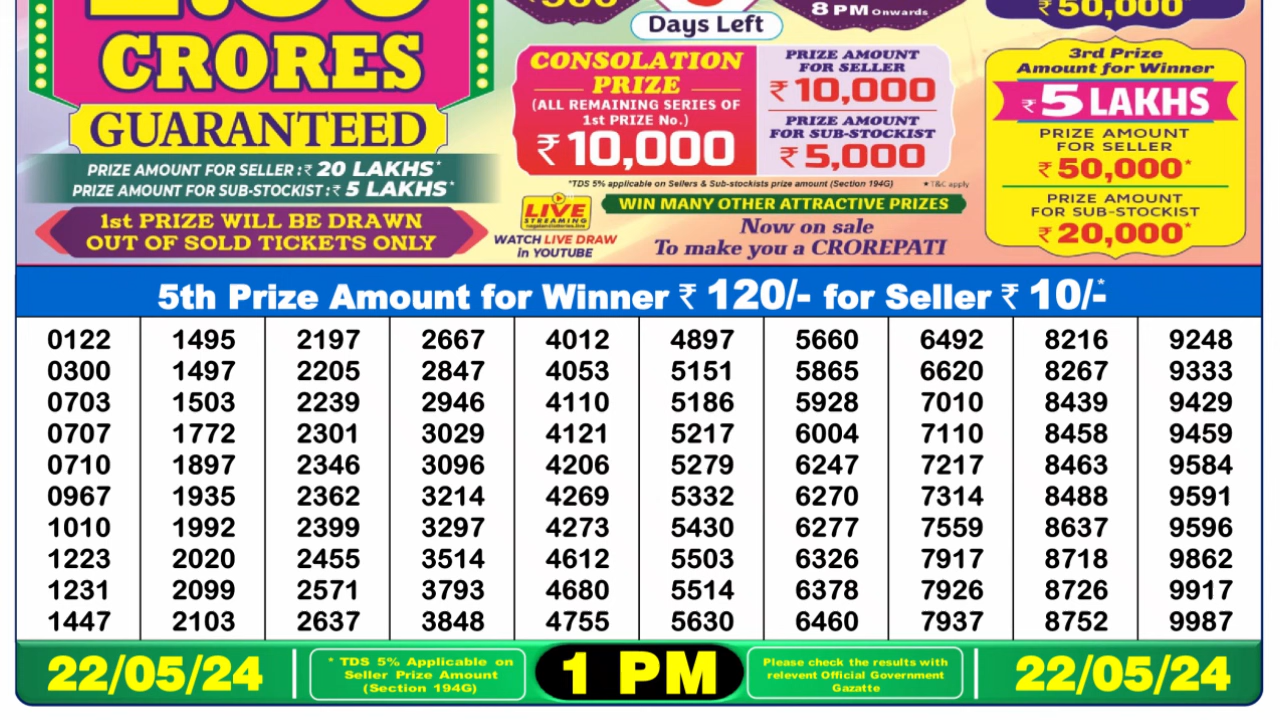 CRORES
GUARANTEED
PRIZE AMOUNT FOR SELLER :₹ 20 LAKHS*
PRIZE AMOUNT FOR SUB-STOCKIST :₹ 5 LAKHS*
1st PRIZE WILL BE DRAWN
OUT OF SOLD TICKETS ONLY
Days Left
8 PM Onwards
₹ 50,000*
CONSOLATION
PRIZE
(ALL REMAINING SERIES OF
1st PRIZE No.)
₹ 10,000
PRIZE AMOUNT
FOR SELLER
₹ 10,000
PRIZE AMOUNT
FOR SUB-STOCKIST
₹ 5,000
*TDS 5% applicable on Sellers & Sub-stockists prize amount (Section 194G)
★ T&C apply
LIVE
STREAMING
WATCH LIVE DRAW
in YOUTUBE
WIN MANY OTHER ATTRACTIVE PRIZES
Now on sale
To make you a CROREPATI
3rd Prize
Amount for Winner
₹ 5 LAKHS
PRIZE AMOUNT
FOR SELLER
₹ 50,000*
PRIZE AMOUNT
FOR SUB-STOCKIST
₹ 20,000*
5th Prize Amount for Winner ₹ 120/- for Seller ₹ 10/-*
0122 1495 2197 2667 4012 4897 5660 6492 8216 9248
0300 1497 2205 2847 4053 5151 5865 6620 8267 9333
0703 1503 2239 2946 4110 5186 5928 7010 8439 9429
0707 1772 2301 3029 4121 5217 6004 7110 8458 9459
0710 1897 2346 3096 4206 5279 6247 7217 8463 9584
0967 1935 2362 3214 4269 5332 6270 7314 8488 9591
1010 1992 2399 3297 4273 5430 6277 7559 8637 9596
1223 2020 2455 3514 4612 5503 6326 7917 8718 9862
1231 2099 2571 3793 4680 5514 6378 7926 8726 9917
1447 2103 2637 3848 4755 5630 6460 7937 8752 9987
22/05/24
* TDS 5% Applicable on
Seller Prize Amount
(Section 194G)
1 PM
Please check the results with
relevent Official Government
Gazatte
22/05/24